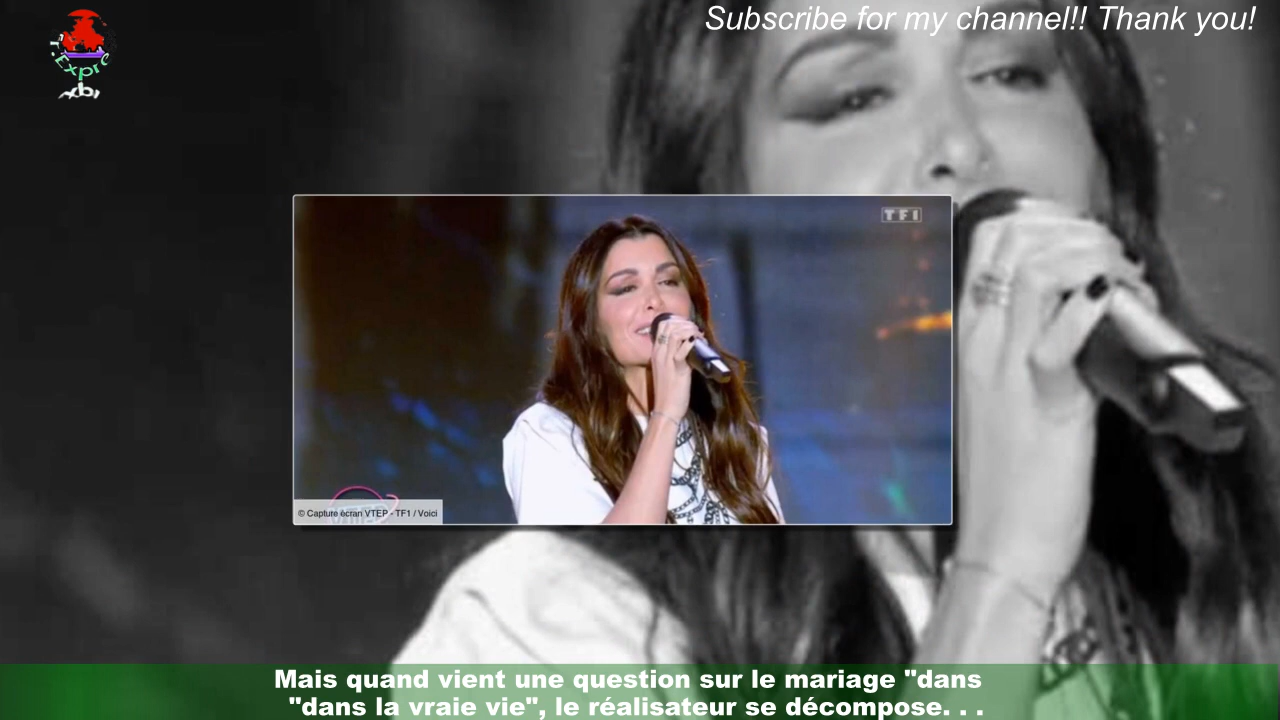 Subscribe for my channel!! Thank you!
TF1
© Capture écran VTEP - TF1 / Voici
Mais quand vient une question sur le mariage "dans
"dans la vraie vie", le réalisateur se décompose. . .